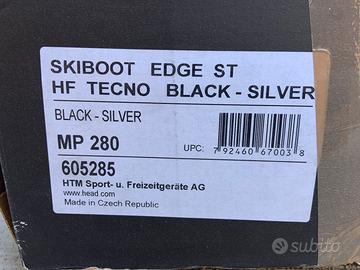 SKIBOOT EDGE ST
HF TECNO BLACK - SILVER
BLACK - SILVER
MP 280
UPC: 7 92460 67003 8
605285
HTM Sport- u. Freizeitgeräte AG
www.head.com
Made in Czech Republic
subito